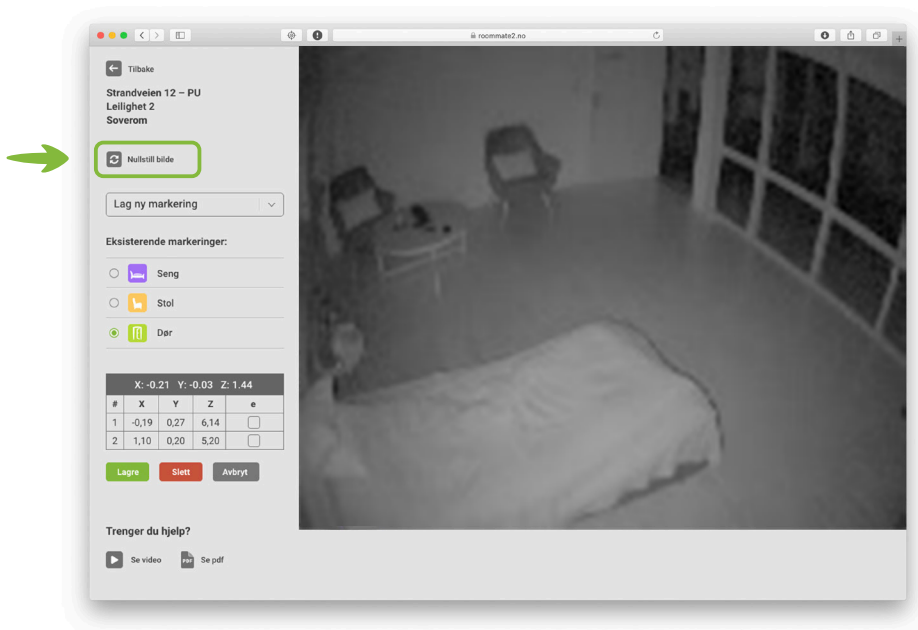 roommate2.no
Tilbake
Strandveien 12 – PU
Leilighet 2
Soverom
Nullstill bilde
Lag ny markering
Eksisterende markeringer:
Seng
Stol
Dør
X: -0.21 Y: -0.03 Z: 1.44
# X Y Z e
1 -0,19 0,27 6,14
2 1,10 0,20 5,20
Lagre Slett Avbryt
Trenger du hjelp?
Se video PDF Se pdf